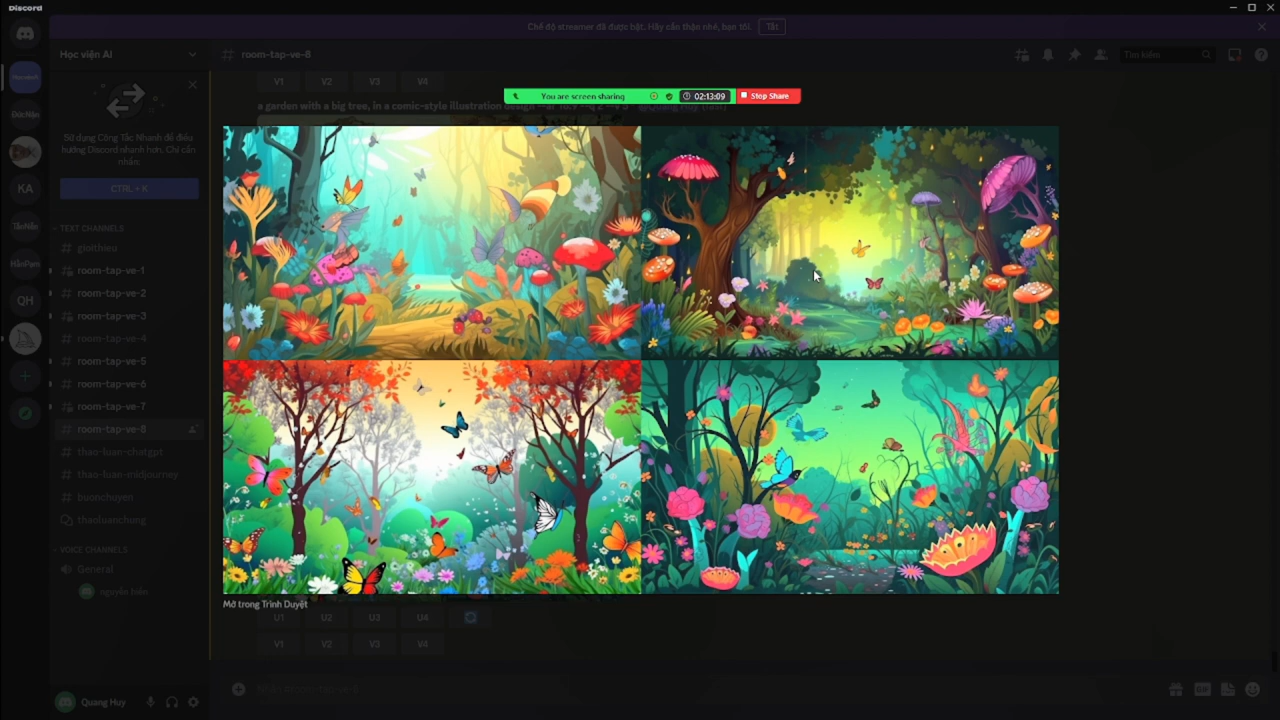 Discord
Chế độ streamer đã được bật. Hãy cẩn thận nhé, bạn tôi.
Tắt
Học viện AI
room-tap-ve-8
Tìm kiếm
V1 V2 V3 V4
You are screen sharing
02:13:09
Stop Share
a garden with a big tree, in a comic-style illustration design
Sử dụng Công Tắc Nhanh để điều
hướng Discord nhanh hơn. Chỉ cần
nhấn:
CTRL + K
KA
QH
TEXT CHANNELS
gioithieu
room-tap-ve-1
room-tap-ve-2
room-tap-ve-3
room-tap-ve-4
room-tap-ve-5
room-tap-ve-6
room-tap-ve-7
room-tap-ve-8
thao-luan-chatgpt
thao-luan-midjourney
thaoluanchung
VOICE CHANNELS
General
Mở trong Trình Duyệt
U1 U2 U3 U4
V1 V2 V3 V4
Quang Huy
GIF